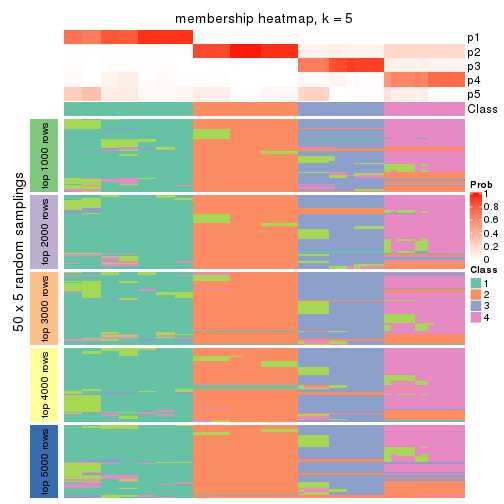 membership heatmap, k = 5
p1
p2
p3
p4
p5
Class
50 x 5 random samplings
top 1000 rows
top 2000 rows
top 3000 rows
top 4000 rows
top 5000 rows
Prob
1
0.8
0.6
0.4
0.2
0
Class
1
2
3
4